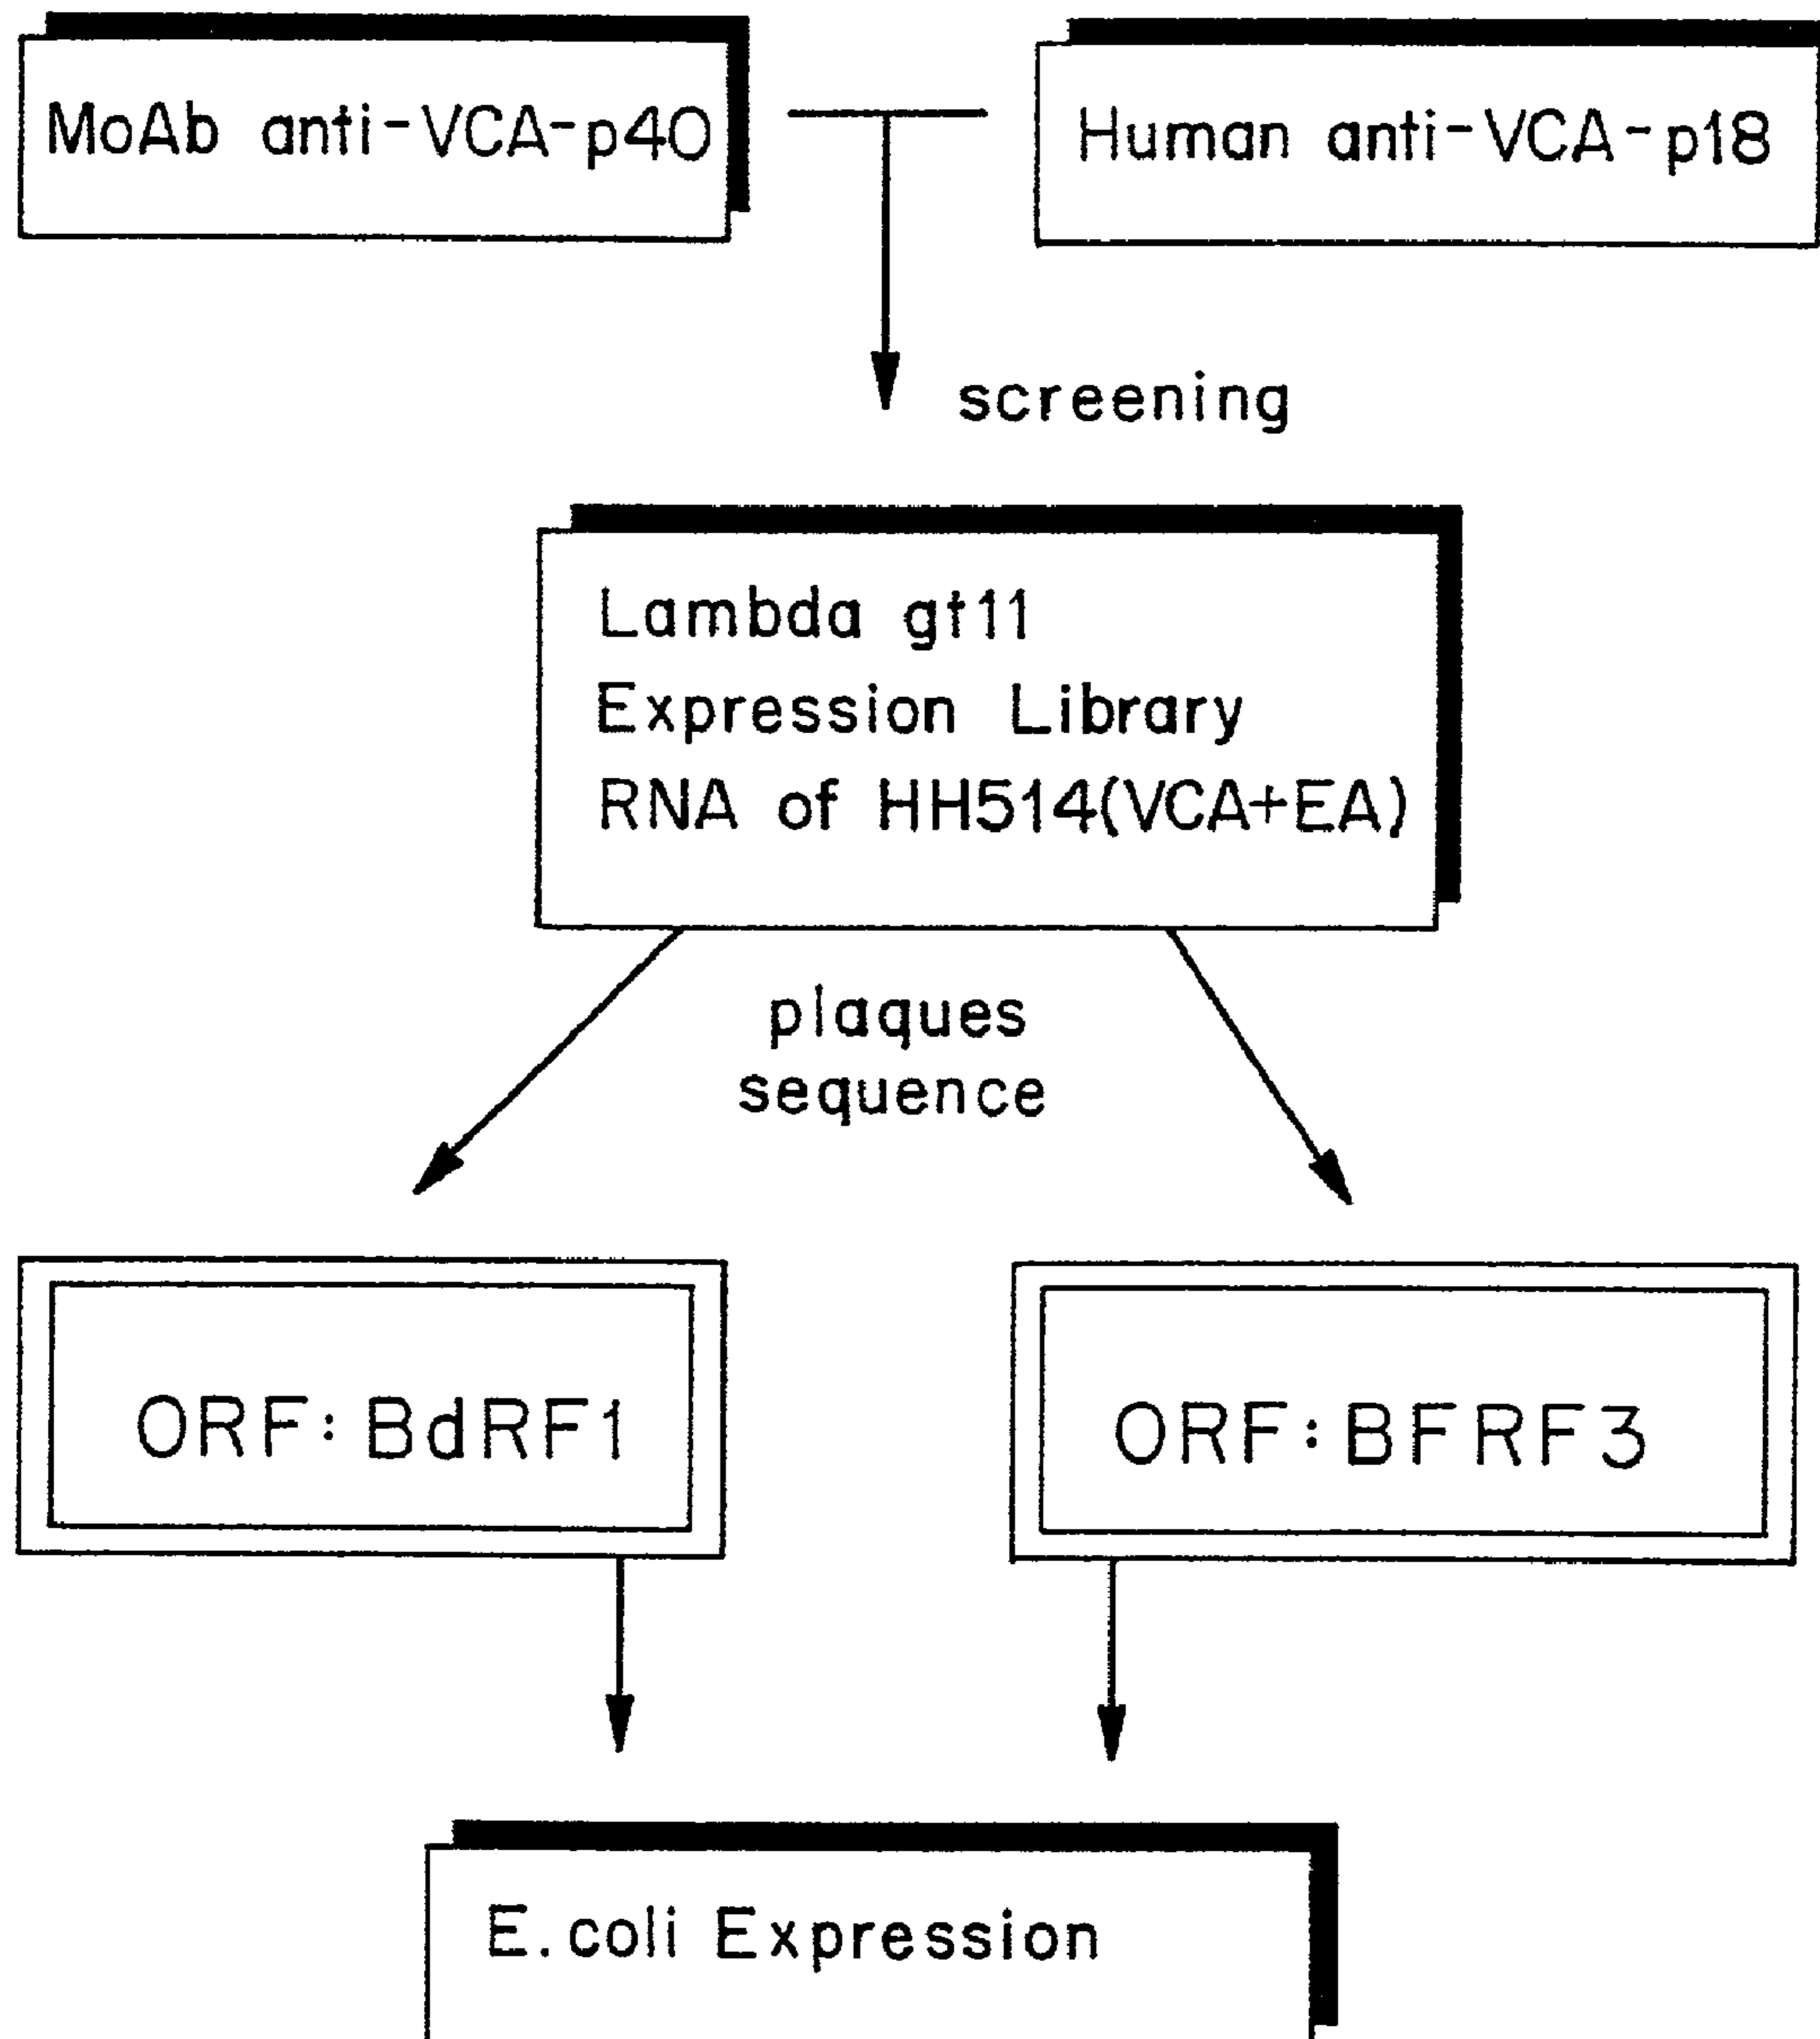 MoAb anti-VCA-p40
Human anti-VCA-p18
screening
Lambda gt11
Expression Library
RNA of HH514(VCA+EA)
plaques
sequence
ORF:BdRF1
ORF:BFRF3
E.coli Expression